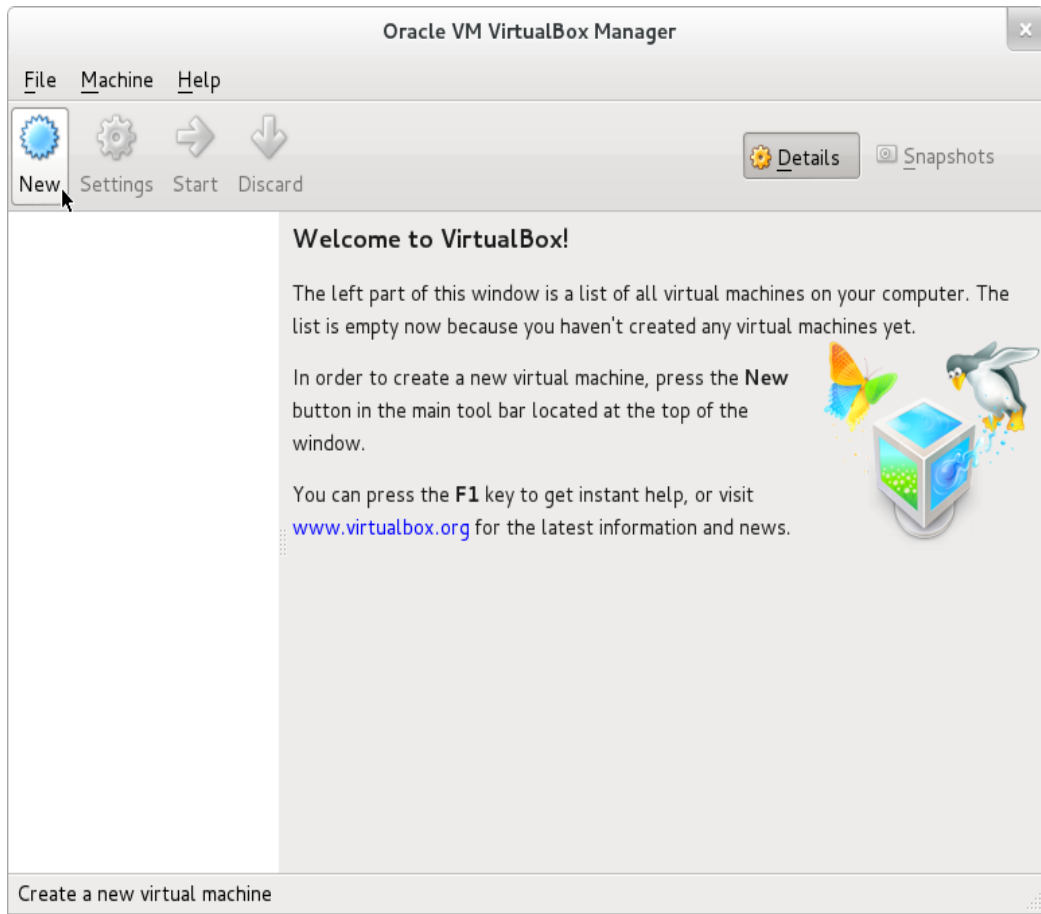 Oracle VM VirtualBox Manager
x
File Machine Help
New Settings Start Discard
Details Snapshots
Welcome to VirtualBox!
The left part of this window is a list of all virtual machines on your computer. The
list is empty now because you haven't created any virtual machines yet.
In order to create a new virtual machine, press the New
button in the main tool bar located at the top of the
window.
You can press the F1 key to get instant help, or visit
www.virtualbox.org for the latest information and news.
Create a new virtual machine